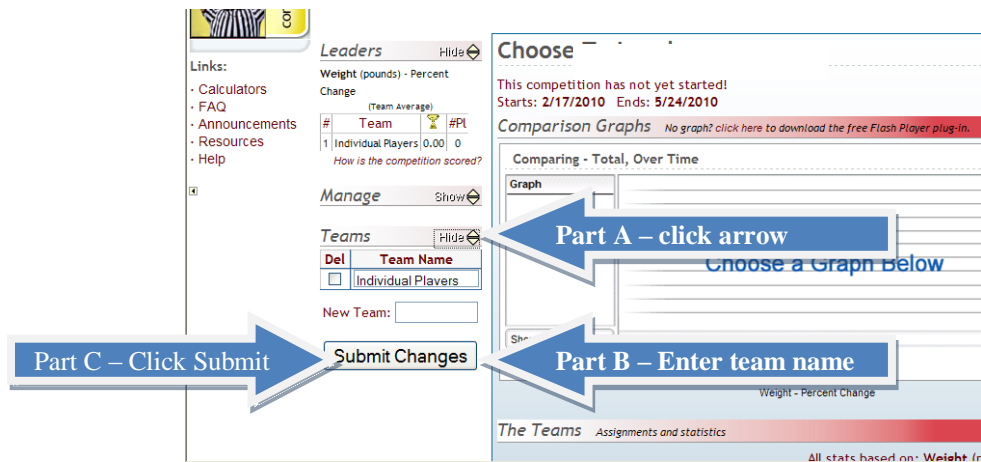 cor
Links:
· Calculators
· FAQ
· Announcements
· Resources
· Help
Leaders Hide
Weight (pounds) - Percent
Change
(Team Average)
# Team #Pl
1 Individual Players 0.00 0
How is the competition scored?
Manage Show
Teams Hide
Del Team Name
Individual Players
New Team:
Submit Changes
Part A – click arrow
Part B – Enter team name
Part C – Click Submit
Choose
This competition has not yet started!
Starts: 2/17/2010 Ends: 5/24/2010
Comparison Graphs No graph? click here to download the free Flash Player plug-in.
Comparing - Total, Over Time
Graph
Choose a Graph Below
Sho
Weight - Percent Change
The Teams Assignments and statistics
All stats based on: Weight (p